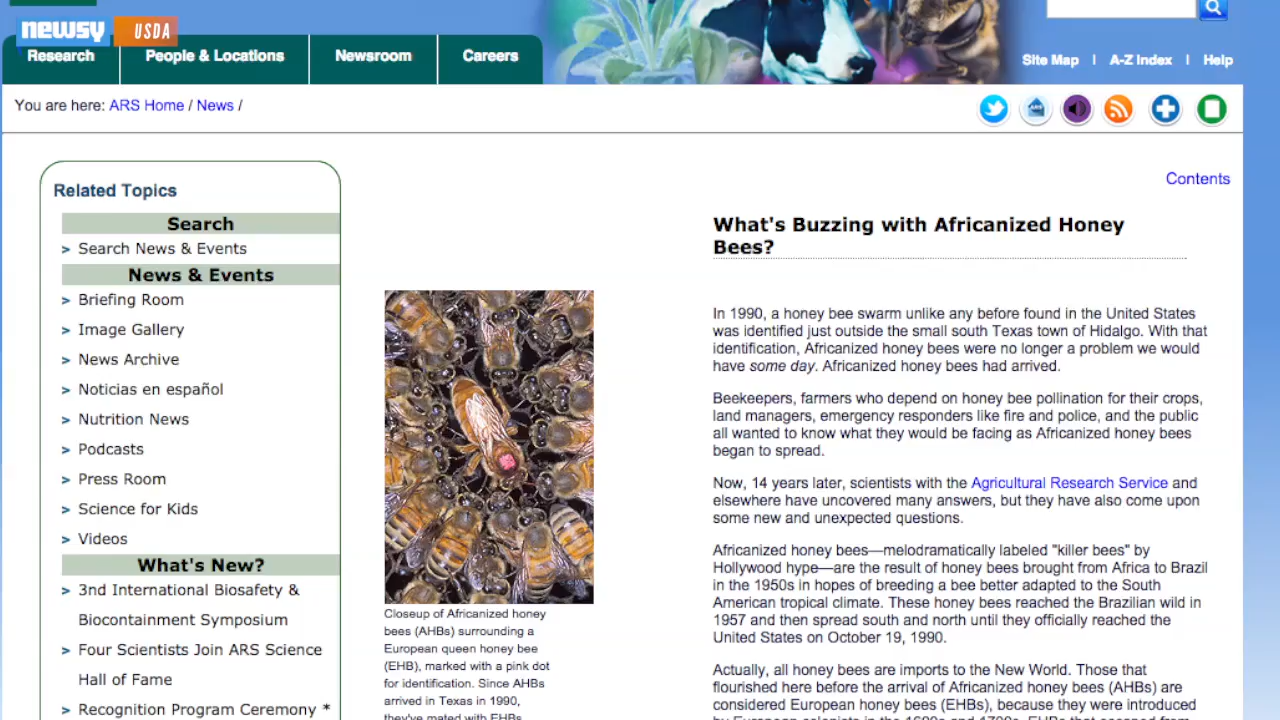 newsy USDA
Research
People & Locations
Newsroom
Careers
Site Map | A-Z Index | Help
You are here: ARS Home / News /
Contents
Related Topics
Search
> Search News & Events
News & Events
> Briefing Room
> Image Gallery
> News Archive
> Noticias en español
> Nutrition News
> Podcasts
> Press Room
> Science for Kids
> Videos
What's New?
> 3nd International Biosafety &
Biocontainment Symposium
> Four Scientists Join ARS Science
Hall of Fame
> Recognition Program Ceremony *
Closeup of Africanized honey
bees (AHBs) surrounding a
European queen honey bee
(EHB), marked with a pink dot
for identification. Since AHBs
arrived in Texas in 1990,
they've mated with EHBs
What's Buzzing with Africanized Honey
Bees?
In 1990, a honey bee swarm unlike any before found in the United States
was identified just outside the small south Texas town of Hidalgo. With that
identification, Africanized honey bees were no longer a problem we would
have some day. Africanized honey bees had arrived.
Beekeepers, farmers who depend on honey bee pollination for their crops,
land managers, emergency responders like fire and police, and the public
all wanted to know what they would be facing as Africanized honey bees
began to spread.
Now, 14 years later, scientists with the Agricultural Research Service and
elsewhere have uncovered many answers, but they have also come upon
some new and unexpected questions.
Africanized honey bees—melodramatically labeled "killer bees" by
Hollywood hype—are the result of honey bees brought from Africa to Brazil
in the 1950s in hopes of breeding a bee better adapted to the South
American tropical climate. These honey bees reached the Brazilian wild in
1957 and then spread south and north until they officially reached the
United States on October 19, 1990.
Actually, all honey bees are imports to the New World. Those that
flourished here before the arrival of Africanized honey bees (AHBs) are
considered European honey bees (EHBs), because they were introduced